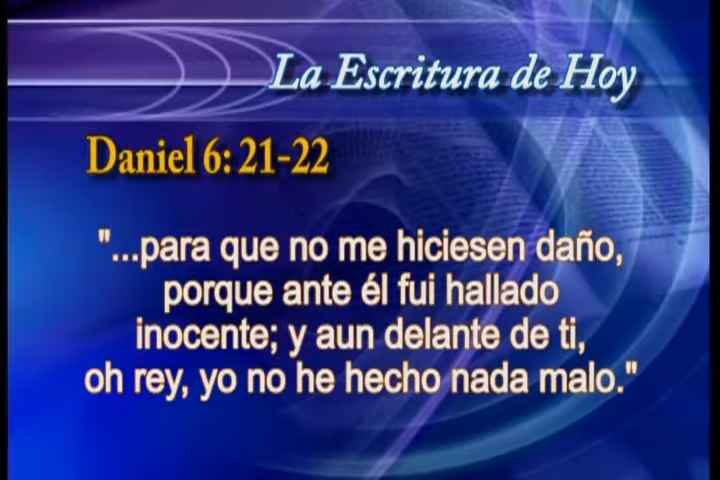 La Escritura de Hoy
Daniel 6: 21-22
"...para que no me hiciesen daño,
porque ante él fui hallado
inocente; y aun delante de ti,
oh rey, yo no he hecho nada malo."